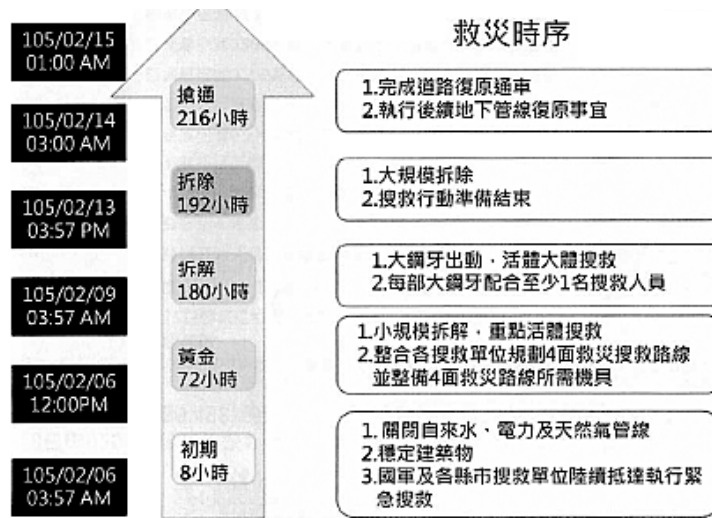 救災時序
105/02/15
01:00 AM
搶通
216小時
1.完成道路復原通車
2.執行後續地下管線復原事宜
105/02/14
03:00 AM
拆除
192小時
1.大規模拆除
2.搜救行動準備結束
105/02/13
03:57 PM
拆解
180小時
1.大鋼牙出動，活體大體搜救
2.每部大鋼牙配合至少1名搜救人員
105/02/09
03:57 AM
黃金
72小時
1.小規模拆解，重點活體搜救
2.整合各搜救單位規劃4面救災搜救路線
並整備4面救災路線所需機員
105/02/06
12:00PM
初期
8小時
1. 關閉自來水、電力及天然氣管線
2.穩定建築物
3.國軍及各縣市搜救單位陸續抵達執行緊
急搜救
105/02/06
03:57 AM